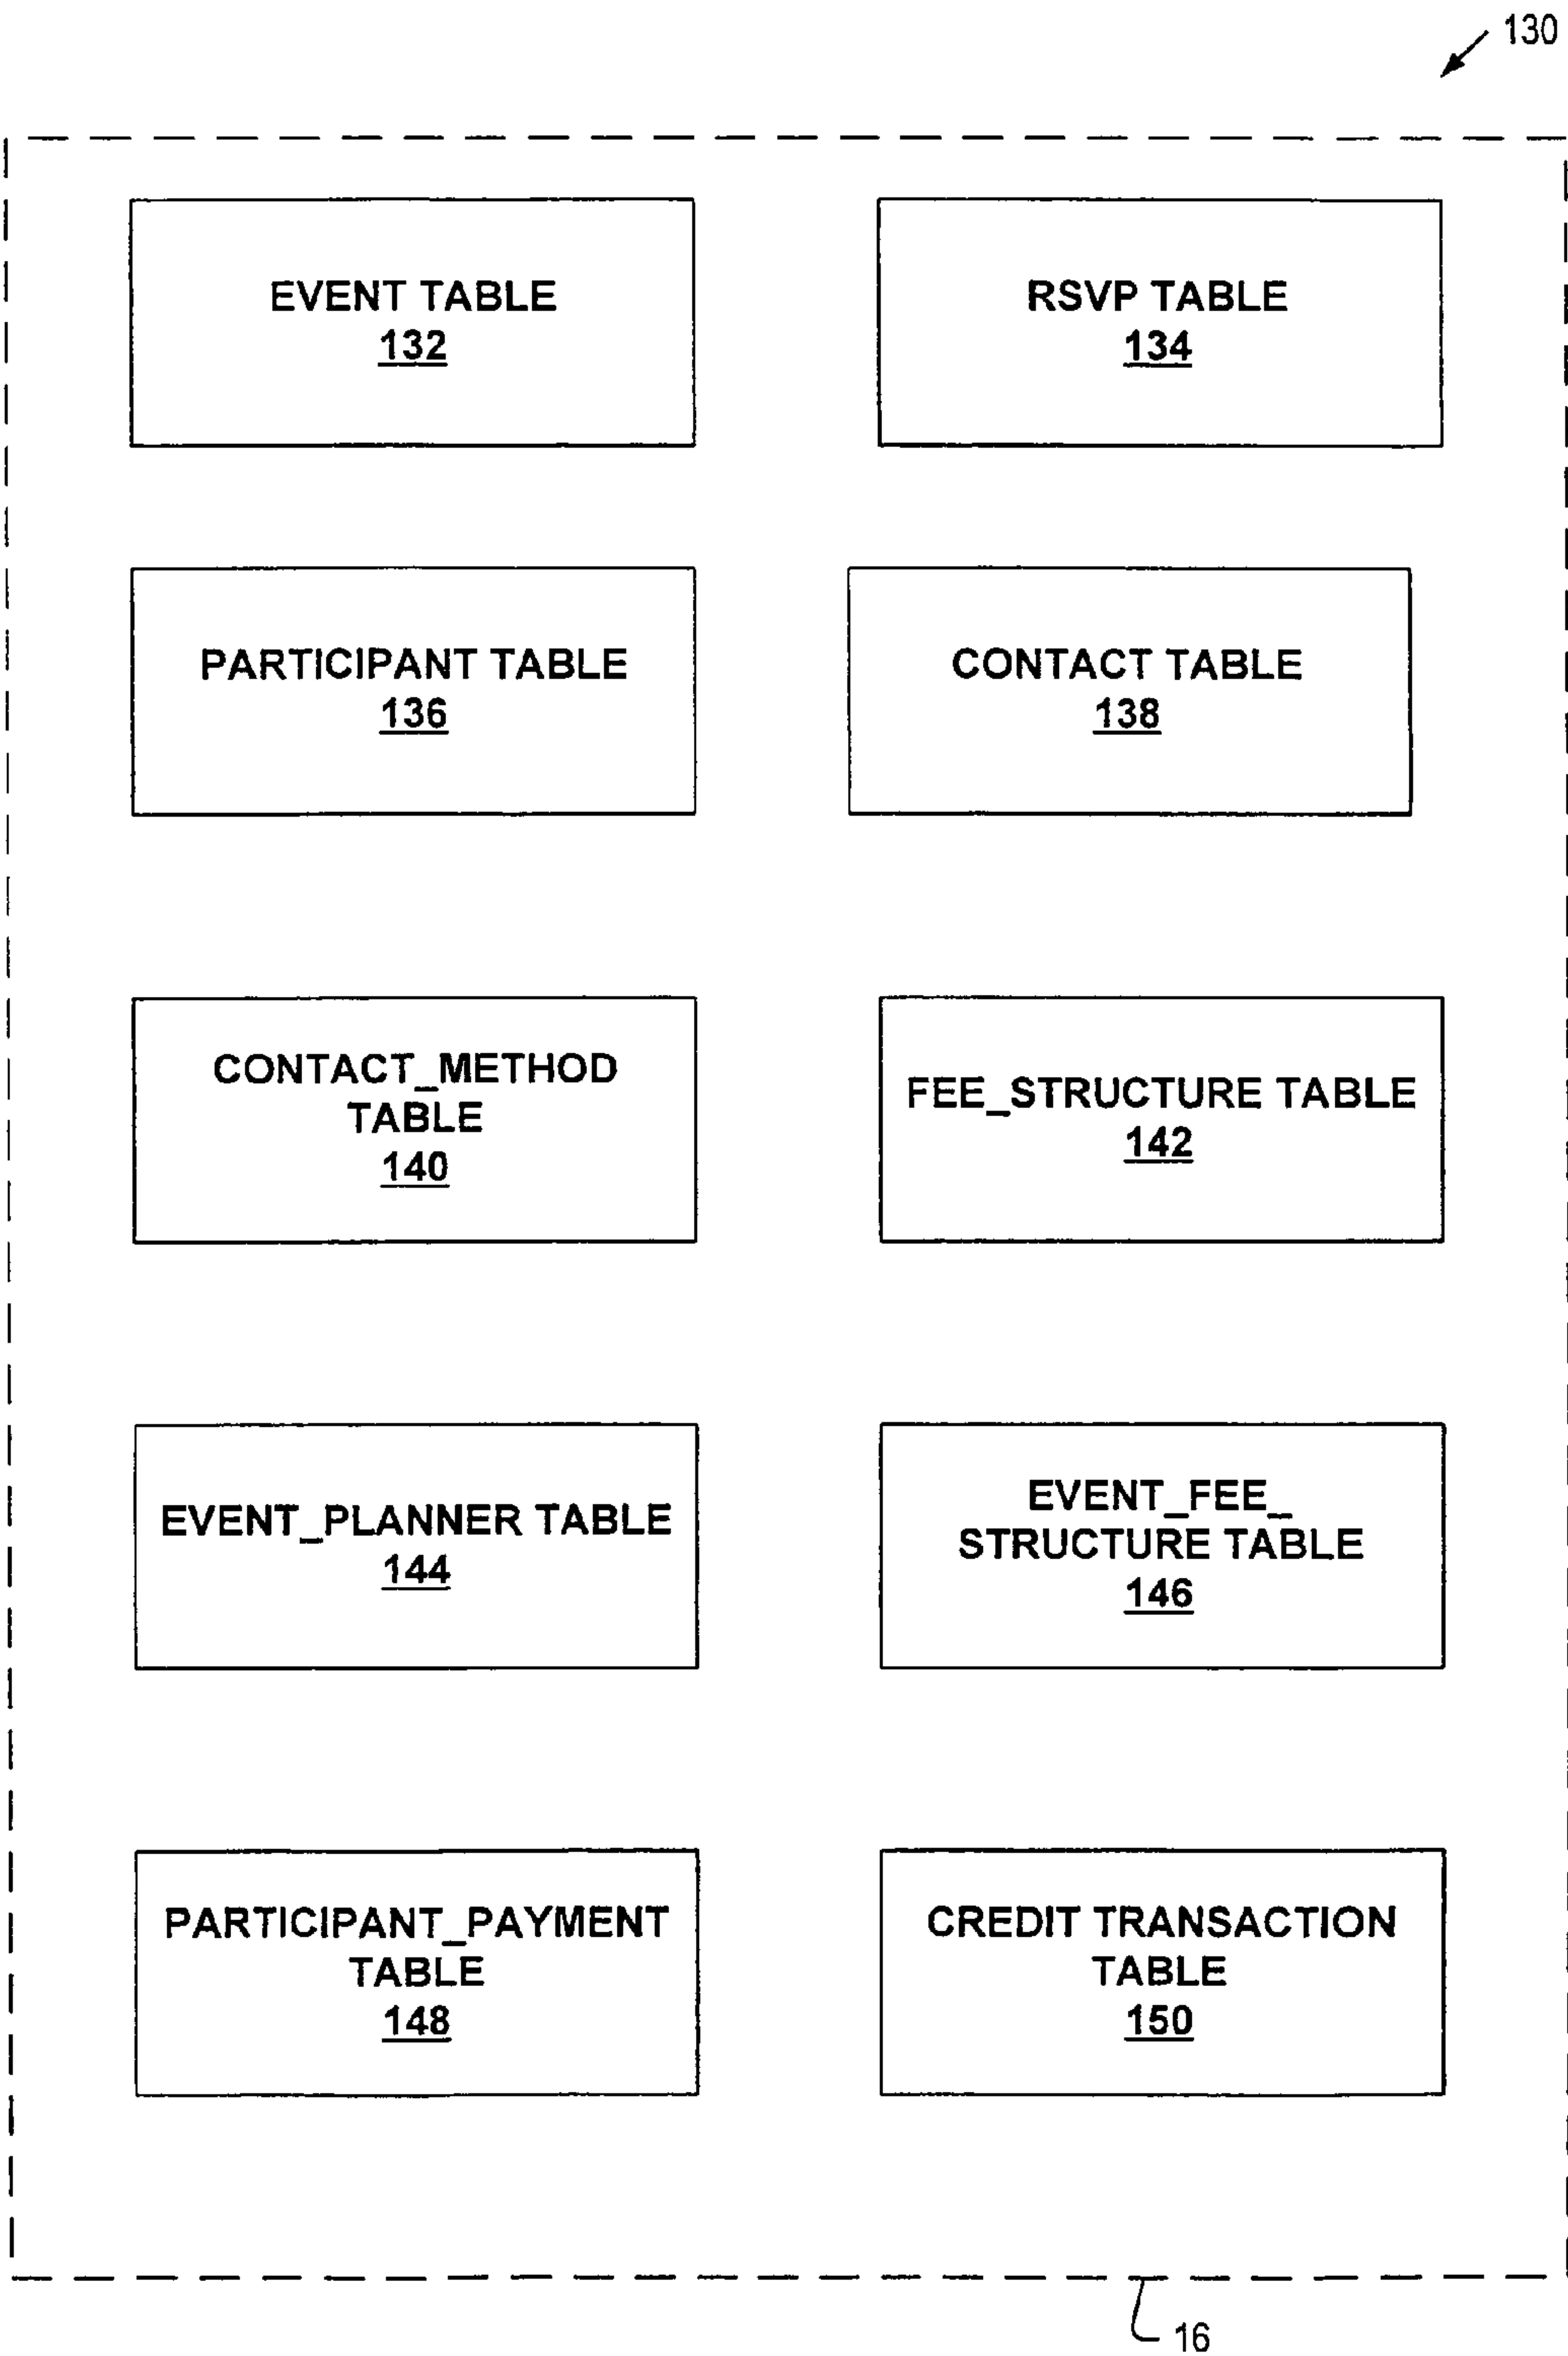 130
EVENT TABLE
132
RSVP TABLE
134
PARTICIPANT TABLE
136
CONTACT TABLE
138
CONTACT_METHOD
TABLE
140
FEE_STRUCTURE TABLE
142
EVENT_PLANNER TABLE
144
EVENT_FEE_
STRUCTURE TABLE
146
PARTICIPANT_PAYMENT
TABLE
148
CREDIT TRANSACTION
TABLE
150
16